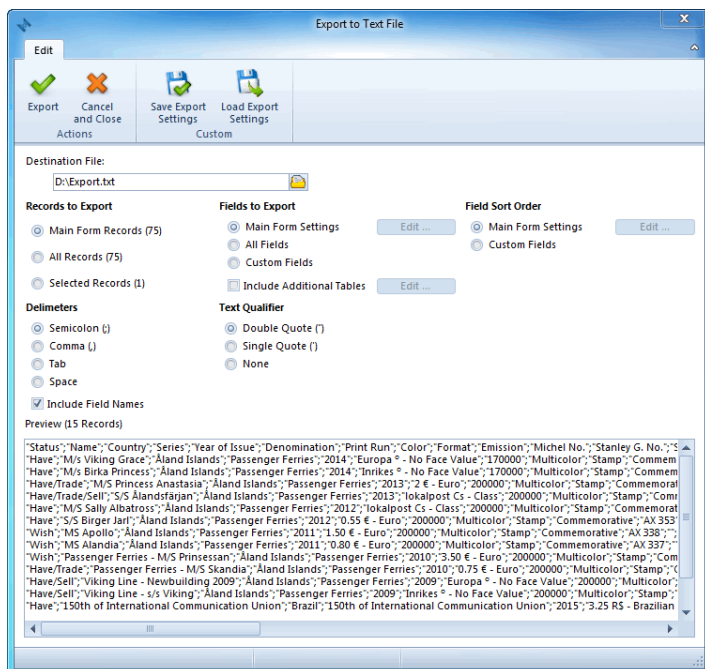 Export to Text File
Edit
Export
Cancel and Close
Save Export Settings
Load Export Settings
Actions
Custom
Destination File:
D:\Export.txt
Records to Export
Fields to Export
Field Sort Order
Main Form Records (75)
Main Form Settings
Edit ...
Main Form Settings
Edit ...
All Records (75)
All Fields
Custom Fields
Custom Fields
Selected Records (1)
Include Additional Tables
Edit ...
Delimeters
Text Qualifier
Semicolon (;)
Double Quote (")
Comma (,)
Single Quote (')
Tab
None
Space
Include Field Names
Preview (15 Records)
"Status";"Name";"Country";"Series";"Year of Issue";"Denomination";"Print Run";"Color";"Format";"Emission";"Michel No.";"Stanley G. No.";"S
"Have";"M/s Viking Grace";"Åland Islands";"Passenger Ferries";"2014";"Europa º - No Face Value";"170000";"Multicolor";"Stamp";"Commen
"Have";"M/s Birka Princess";"Åland Islands";"Passenger Ferries";"2014";"Inrikes º - No Face Value";"170000";"Multicolor";"Stamp";"Commem
"Have/Trade";"M/S Princess Anastasia";"Åland Islands";"Passenger Ferries";"2013";"2 € - Euro";"200000";"Multicolor";"Stamp";"Commemorat
"Have/Trade/Sell";"S/S Ålandsfärjan";"Åland Islands";"Passenger Ferries";"2013";"lokalpost Cs - Class";"200000";"Multicolor";"Stamp";"Comm
"Have";"M/S Sally Albatross";"Åland Islands";"Passenger Ferries";"2012";"lokalpost Cs - Class";"200000";"Multicolor";"Stamp";"Commemorat
"Have";"S/S Birger Jarl";"Åland Islands";"Passenger Ferries";"2012";"0.55 € - Euro";"200000";"Multicolor";"Stamp";"Commemorative";"AX 353"
"Wish";"MS Apollo";"Åland Islands";"Passenger Ferries";"2011";"1.50 € - Euro";"200000";"Multicolor";"Stamp";"Commemorative";"AX 338";"";
"Wish";"MS Alandia";"Åland Islands";"Passenger Ferries";"2011";"0.80 € - Euro";"200000";"Multicolor";"Stamp";"Commemorative";"AX 337";""
"Wish";"Passenger Ferries - M/S Prinsessan";"Åland Islands";"Passenger Ferries";"2010";"3.50 € - Euro";"200000";"Multicolor";"Stamp";"Com
"Have/Trade";"Passenger Ferries - M/S Skandia";"Åland Islands";"Passenger Ferries";"2010";"0.75 € - Euro";"200000";"Multicolor";"Stamp";"C
"Have/Sell";"Viking Line - Newbuilding 2009";"Åland Islands";"Passenger Ferries";"2009";"Europa º - No Face Value";"200000";"Multicolor";
"Have/Sell";"Viking Line - s/s Viking";"Åland Islands";"Passenger Ferries";"2009";"Inrikes º - No Face Value";"200000";"Multicolor";"Stamp";
"Have";"150th of International Communication Union";"Brazil";"150th of International Communication Union";"2015";"3.25 R$ - Brazilian